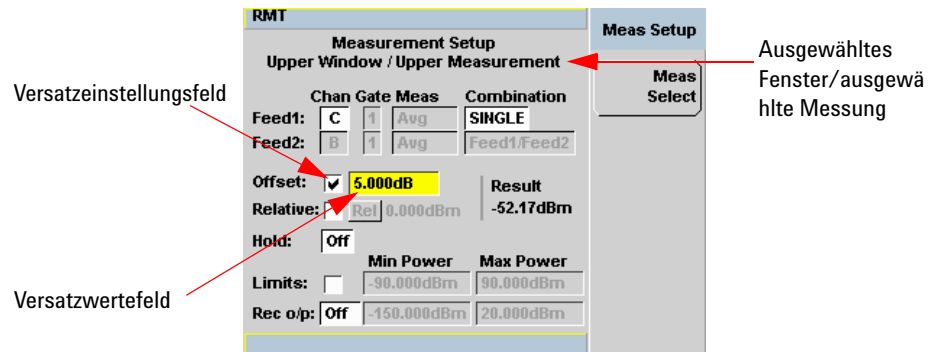 RMT
Meas Setup
Measurement Setup
Upper Window / Upper Measurement
Ausgewähltes
Fenster/ausgewä
hlte Messung
Meas
Select
Versatzeinstellungsfeld
Chan Gate Meas Combination
Feed1: C 1 Avg SINGLE
Feed2: B 1 Avg Feed1/Feed2
Offset: 5.000dB Result
Relative: Rel 0.000dBm -52.17dBm
Hold: Off
Min Power Max Power
Limits: -90.000dBm 90.000dBm
Versatzwertefeld
Rec o/p: Off -150.000dBm 20.000dBm